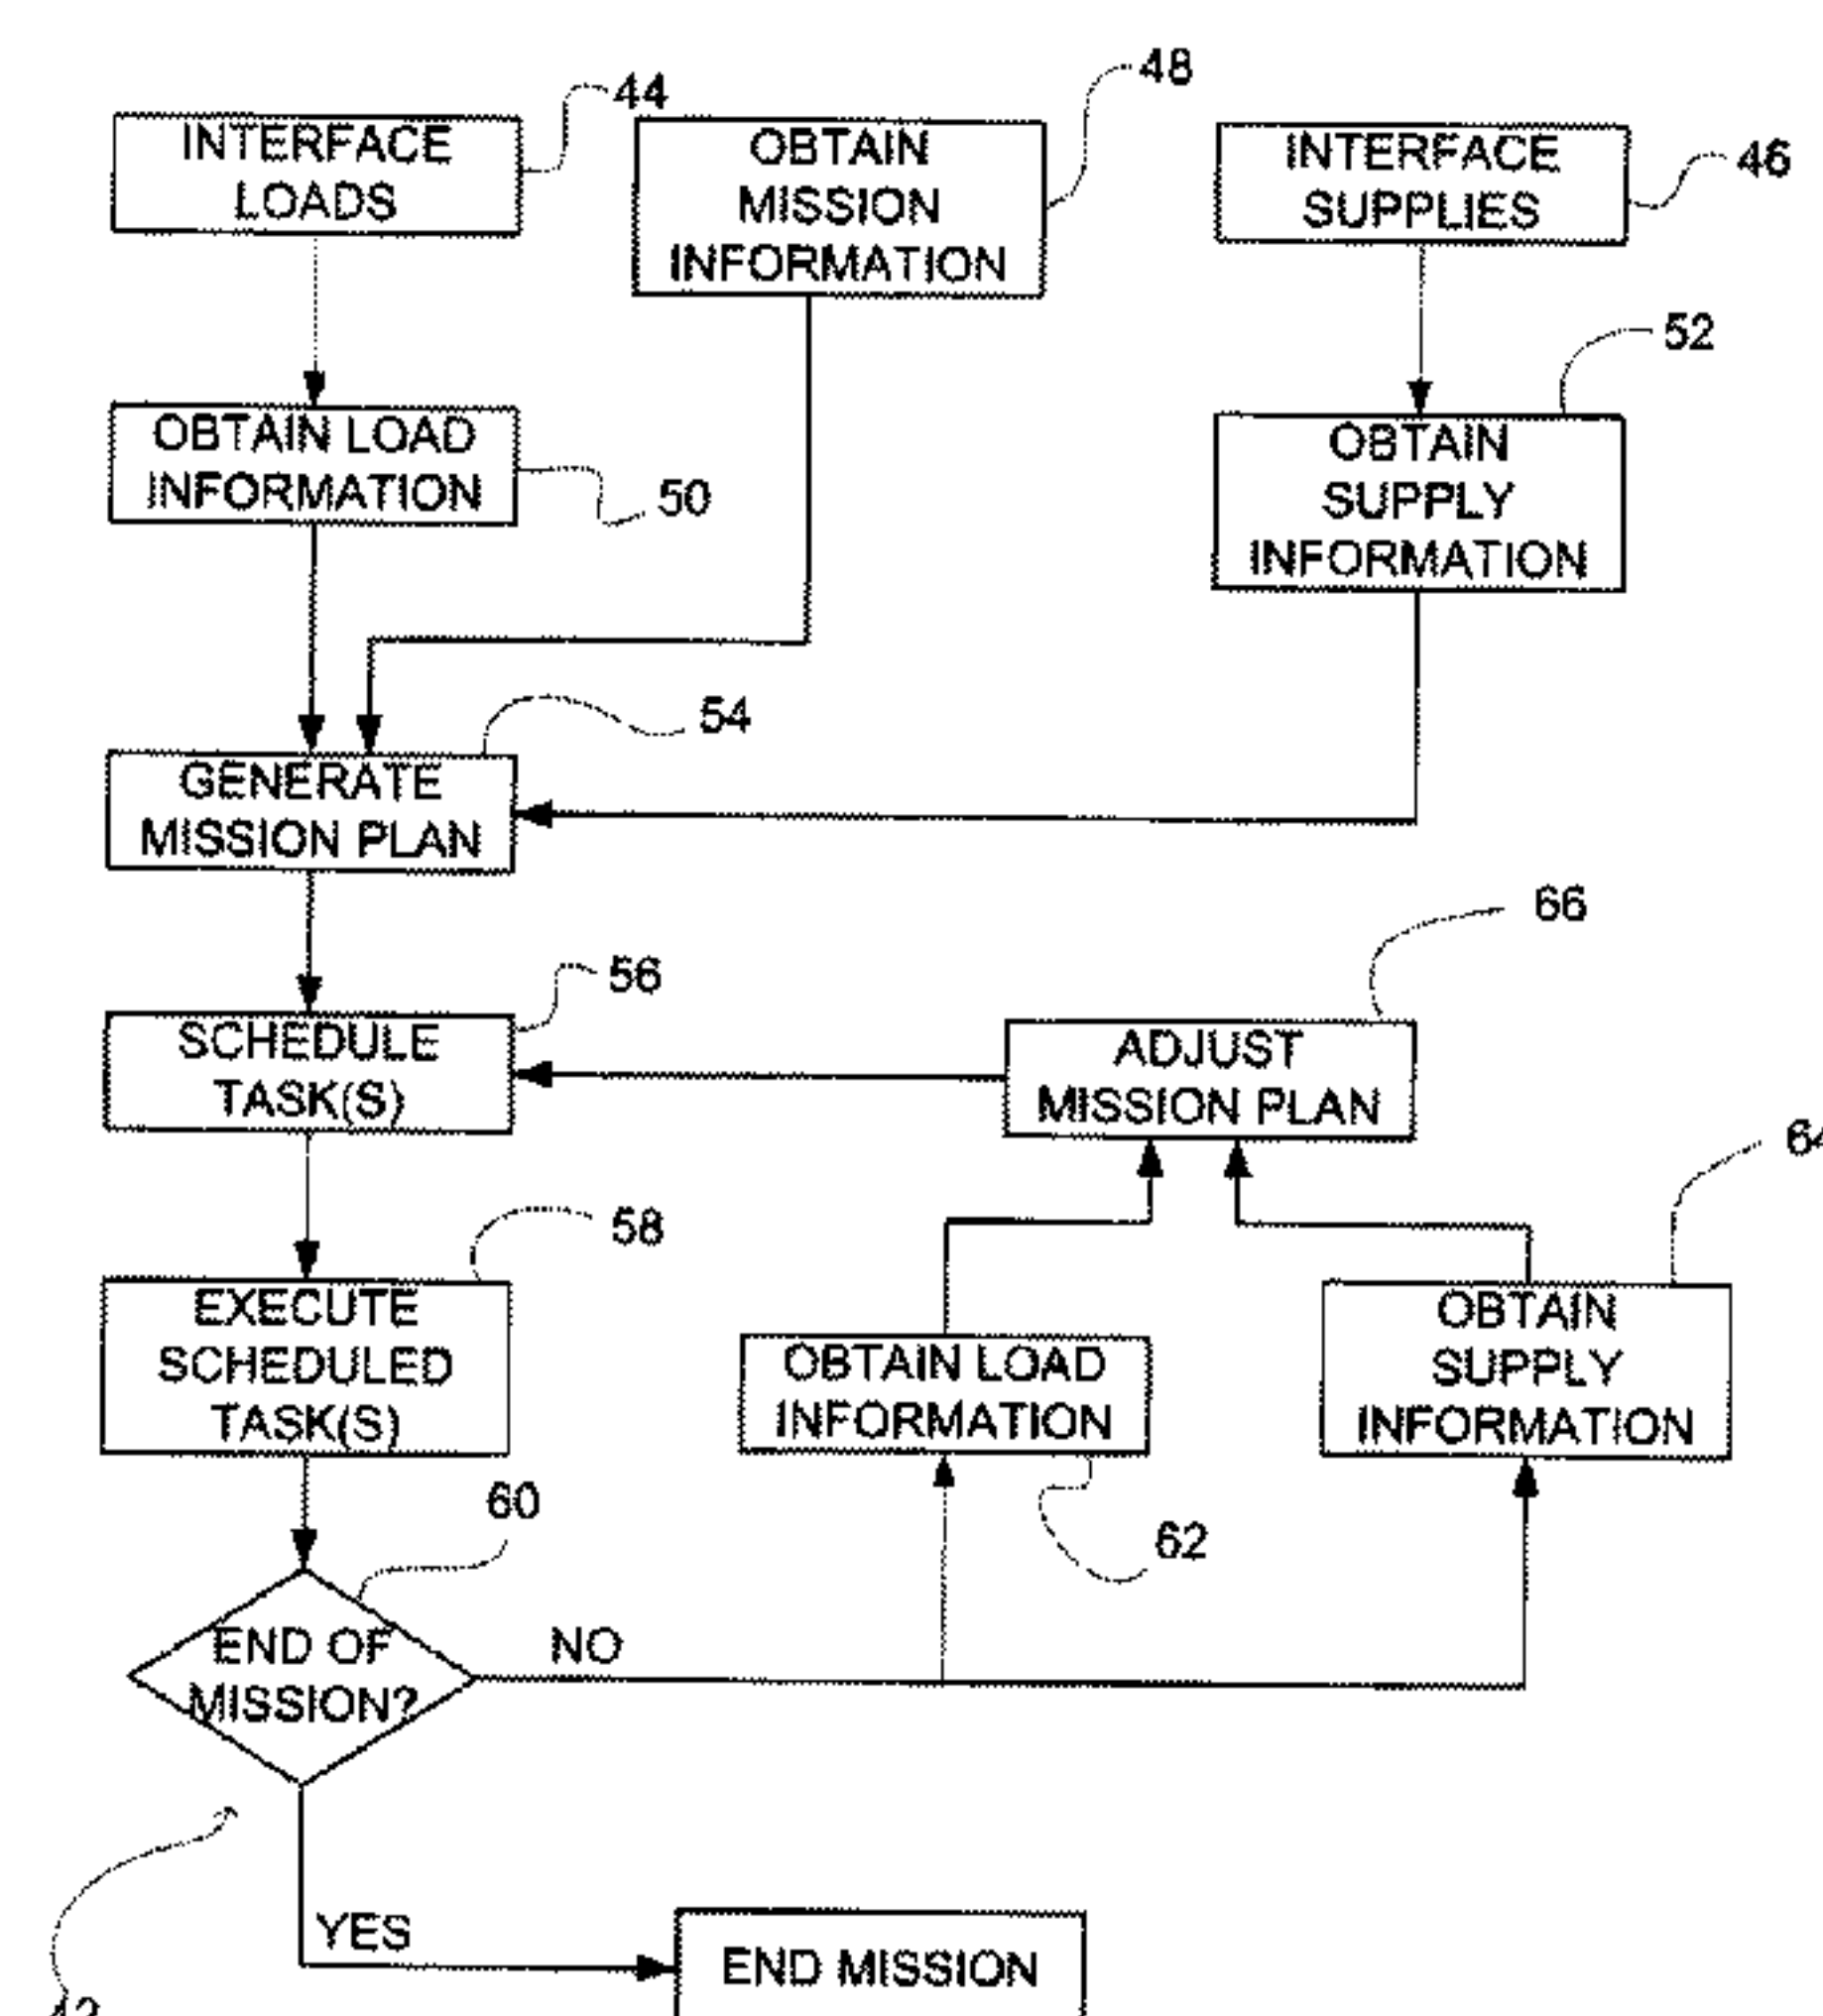 44
48
INTERFACE
LOADS
OBTAIN
MISSION
INFORMATION
INTERFACE
SUPPLIES
46
52
OBTAIN LOAD
INFORMATION
50
OBTAIN
SUPPLY
INFORMATION
54
GENERATE
MISSION PLAN
66
56
SCHEDULE
TASK(S)
ADJUST
MISSION PLAN
64
58
EXECUTE
SCHEDULED
TASK(S)
OBTAIN LOAD
INFORMATION
OBTAIN
SUPPLY
INFORMATION
60
62
END OF
MISSION?
NO
YES
END MISSION